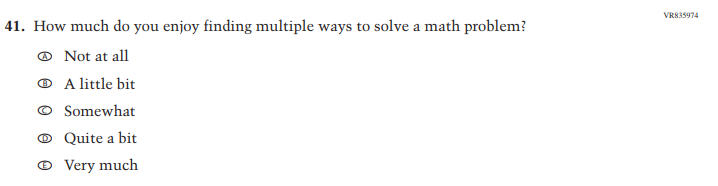 VR835974
41. How much do you enjoy finding multiple ways to solve a math problem?
A Not at all
B A little bit
C Somewhat
D Quite a bit
E Very much